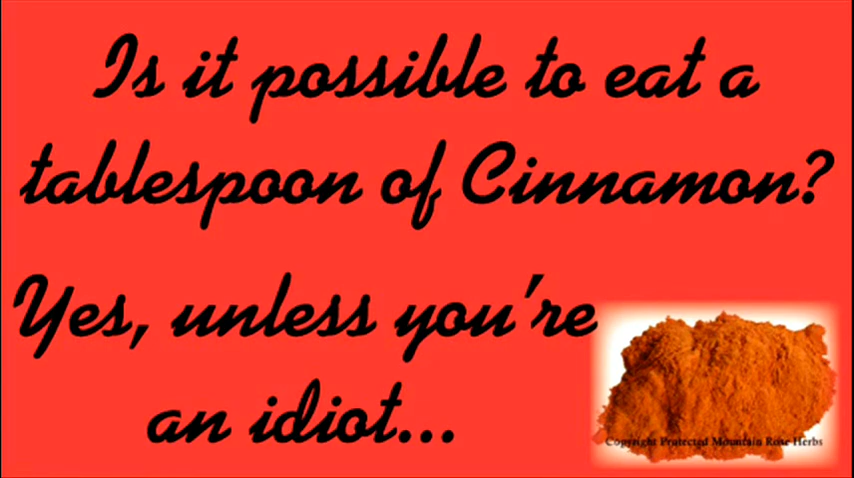 Is it possible to eat a
tablespoon of Cinnamon?
Yes, unless you're
an idiot...
Copyright Protected Mountain Rose Herbs